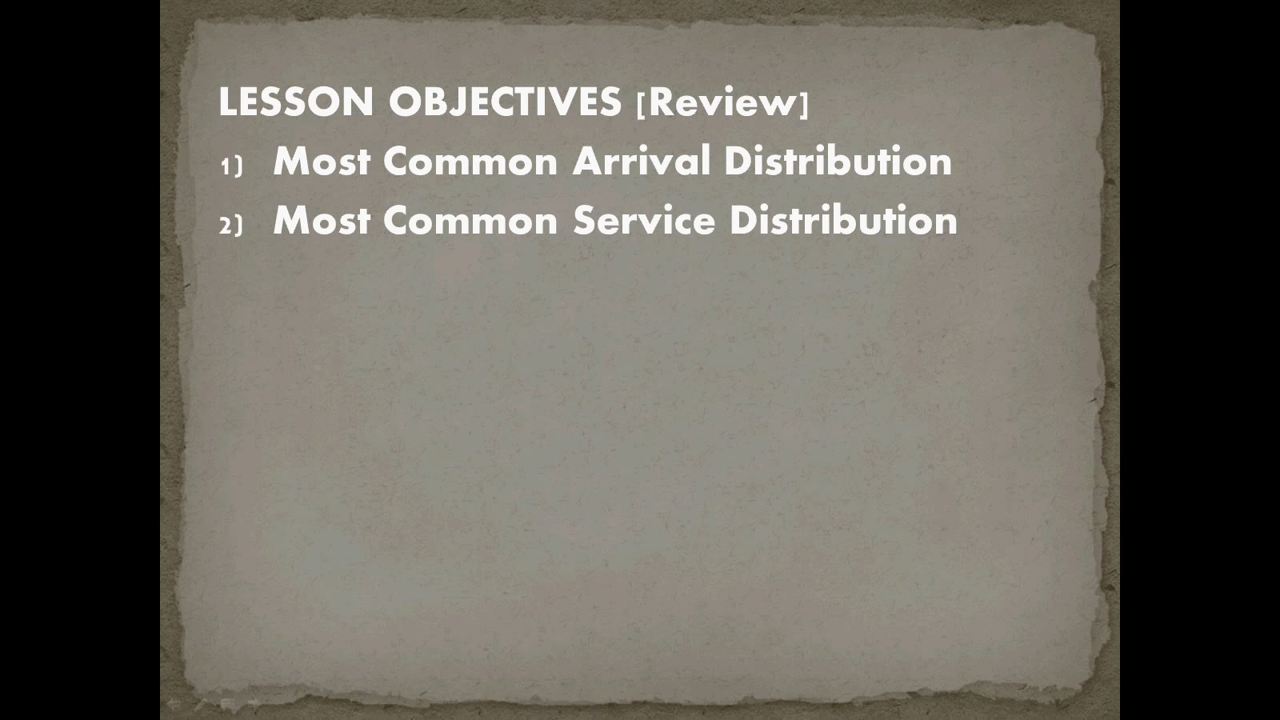 LESSON OBJECTIVES [Review]
1) Most Common Arrival Distribution
2) Most Common Service Distribution